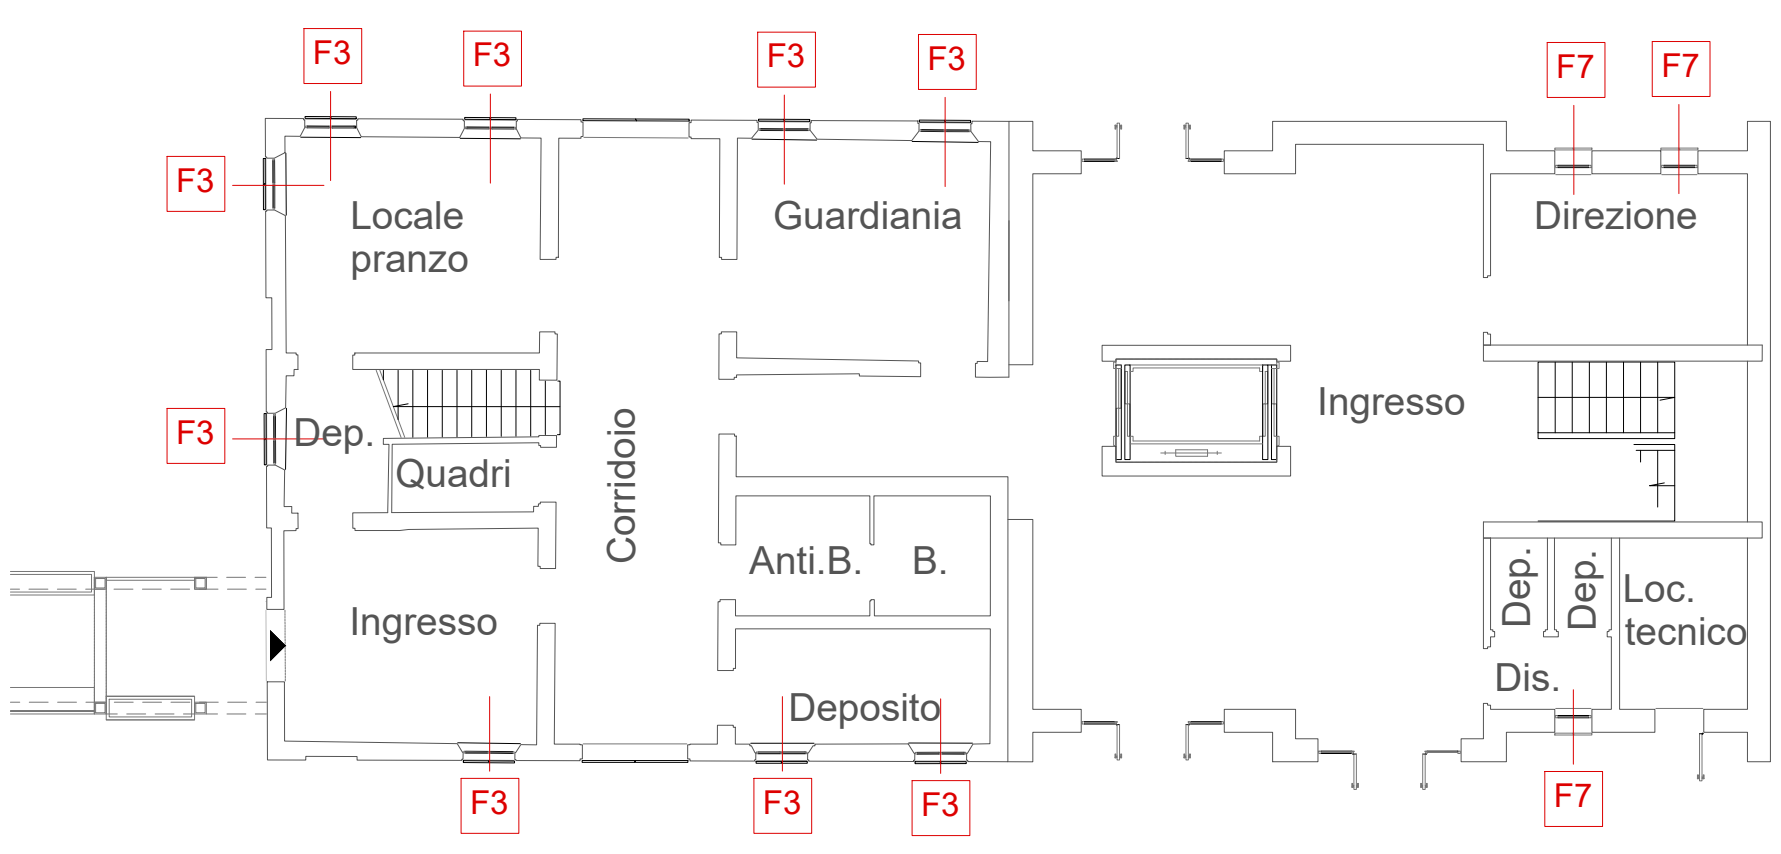 F3
F3
F3
F3
F7
F7
F3
Locale
pranzo
Guardiania
Direzione
Ingresso
F3
Dep.
Quadri
Corridoio
Anti.B.
B.
Dep.
Dep.
Loc.
tecnico
Ingresso
Dis.
Deposito
F3
F3
F3
F7